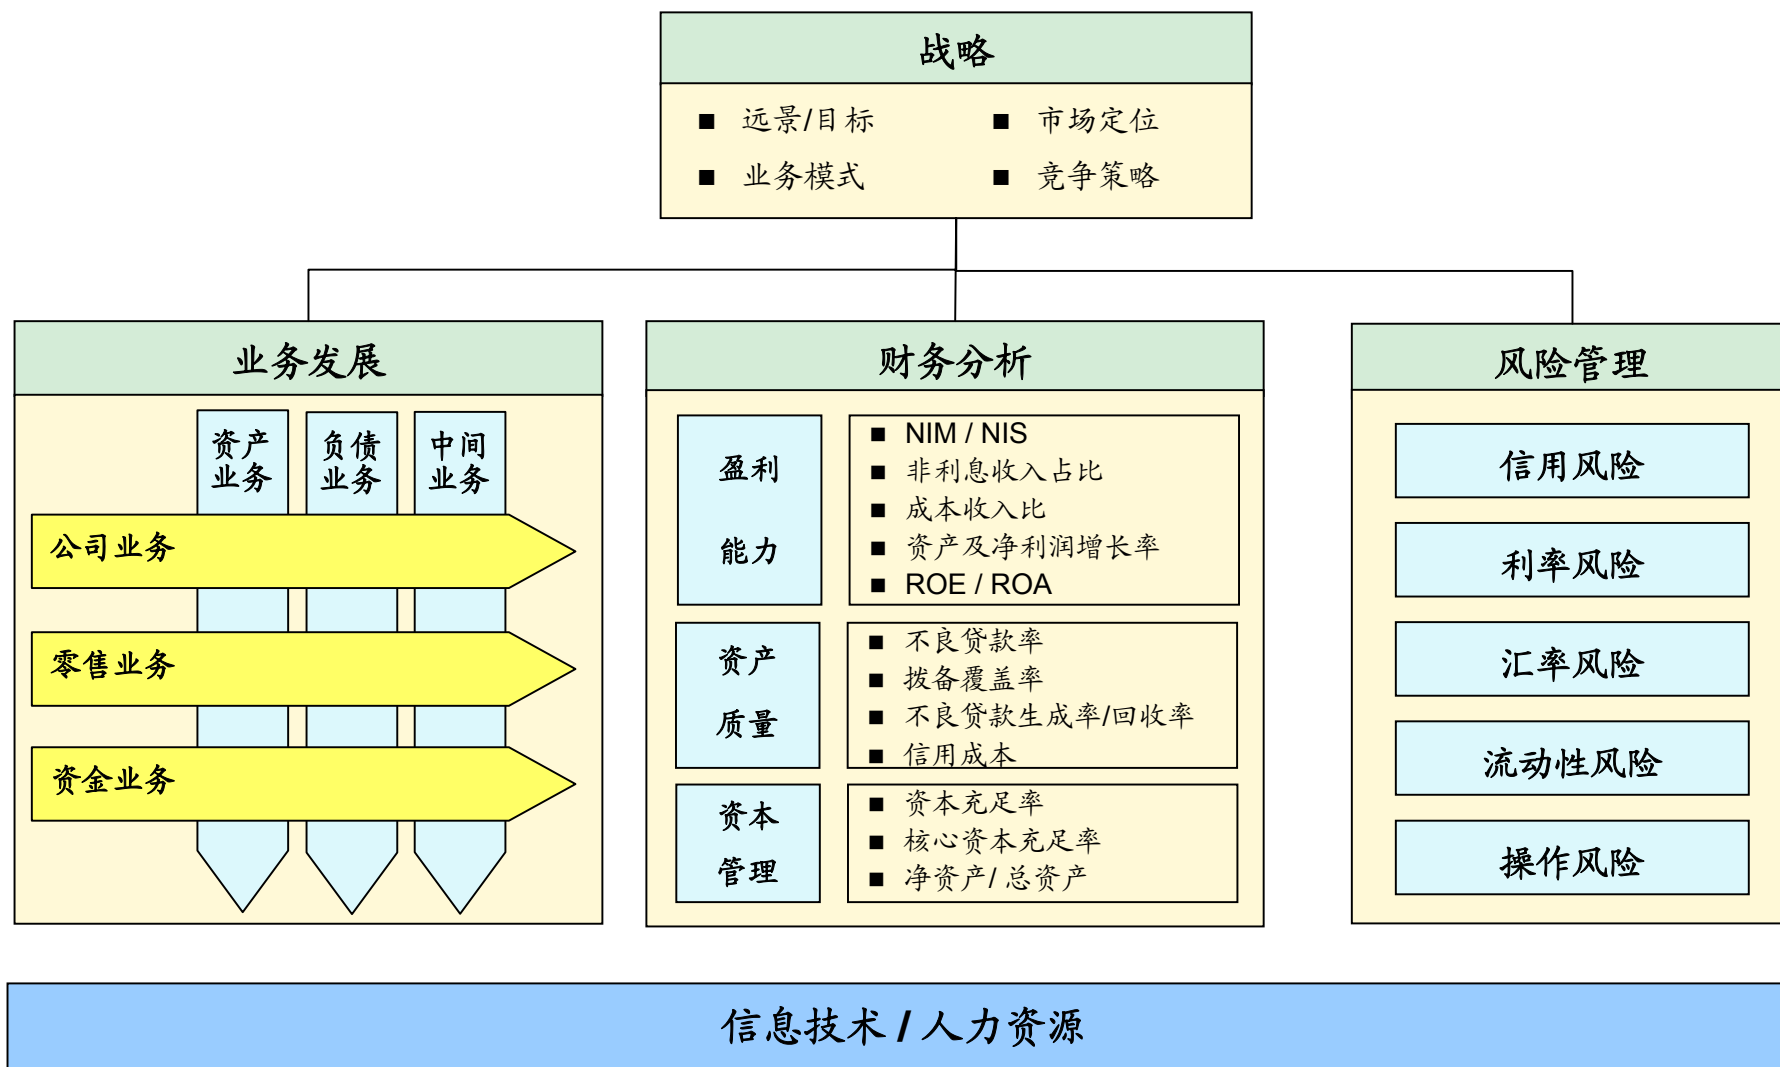 战略
■ 远景/目标
■ 市场定位
■ 业务模式
■ 竞争策略
业务发展
资产
业务
负债
业务
中间
业务
公司业务
零售业务
资金业务
财务分析
盈利
能力
■ NIM / NIS
■ 非利息收入占比
■ 成本收入比
■ 资产及净利润增长率
■ ROE / ROA
资产
质量
■ 不良贷款率
■ 拨备覆盖率
■ 不良贷款生成率/回收率
■ 信用成本
资本
管理
■ 资本充足率
■ 核心资本充足率
■ 净资产/ 总资产
风险管理
信用风险
利率风险
汇率风险
流动性风险
操作风险
信息技术 / 人力资源